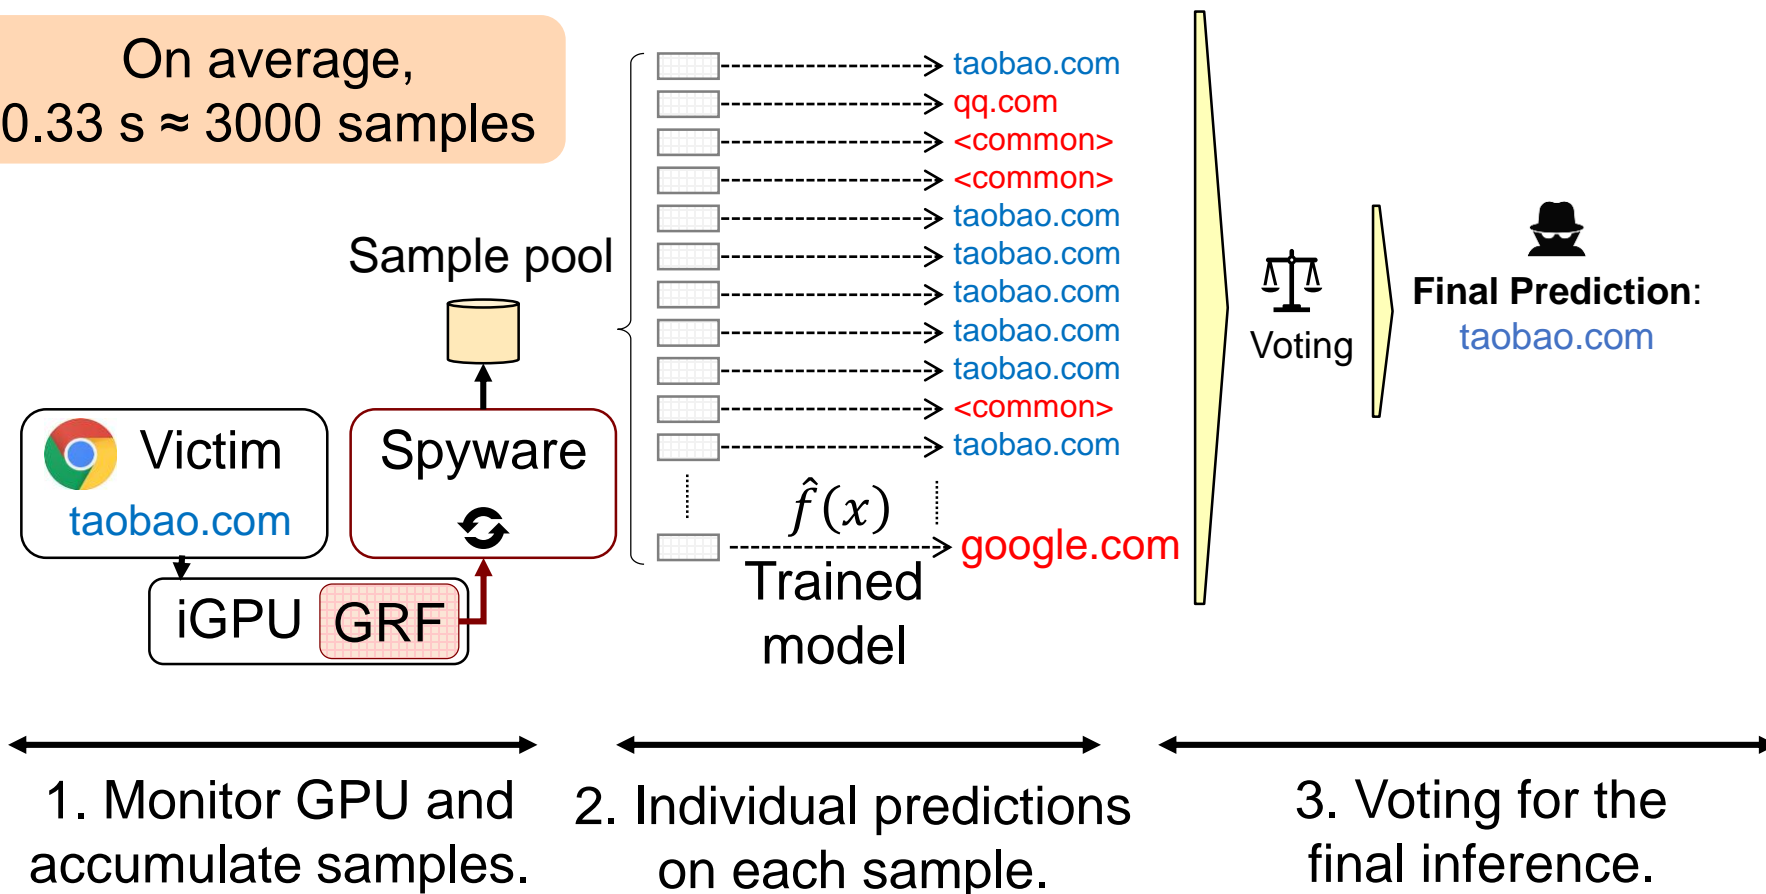 On average,
0.33 s ≈ 3000 samples
Sample pool
Victim
taobao.com
Spyware
iGPU
GRF
taobao.com
qq.com
<common>
<common>
taobao.com
taobao.com
taobao.com
taobao.com
taobao.com
<common>
taobao.com
f̂(x)
google.com
Trained
model
Voting
Final Prediction:
taobao.com
1. Monitor GPU and
accumulate samples.
2. Individual predictions
on each sample.
3. Voting for the
final inference.